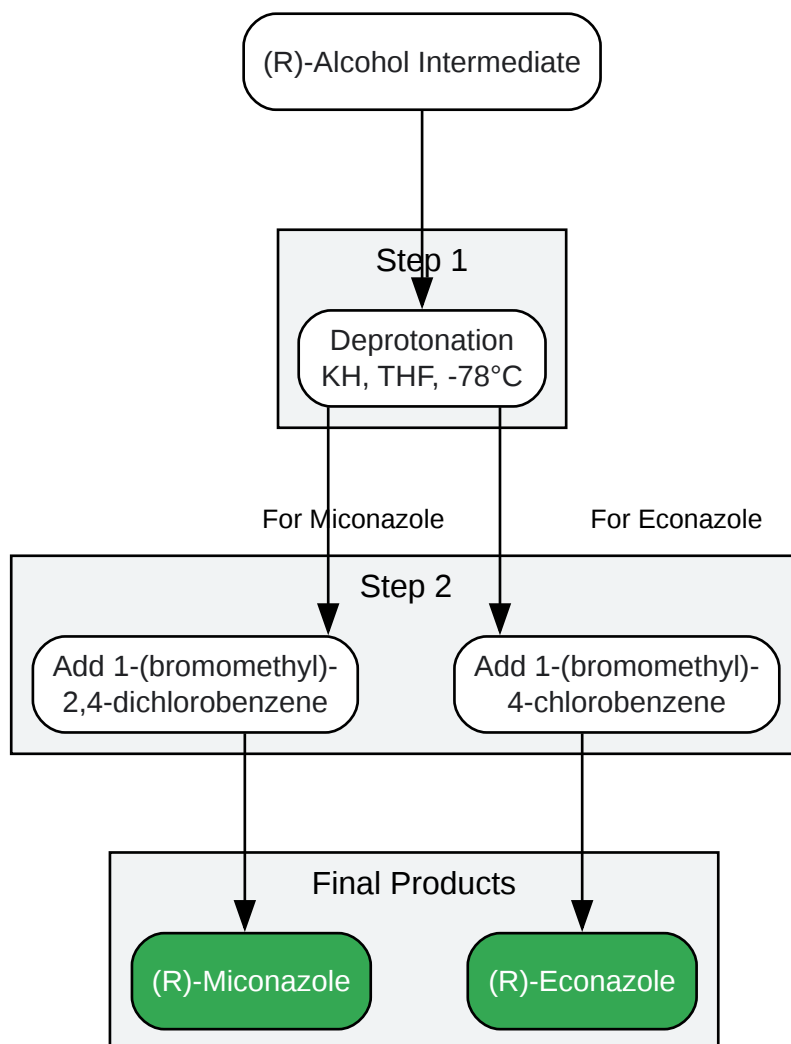 (R)-Alcohol Intermediate
Step 1
Deprotonation
KH, THF, -78°C
For Miconazole
For Econazole
Step 2
Add 1-(bromomethyl)-
2,4-dichlorobenzene
Add 1-(bromomethyl)-
4-chlorobenzene
Final Products
(R)-Miconazole
(R)-Econazole